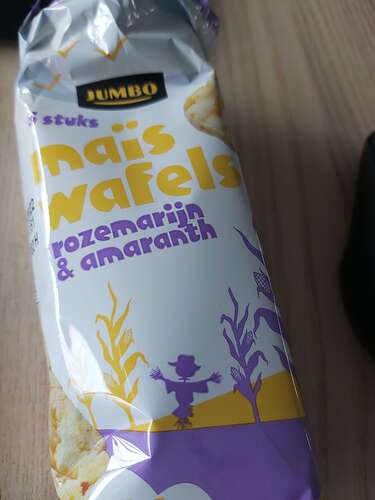 JUMBO
stuks
maïs
wafels
rozemarijn
& amaranth